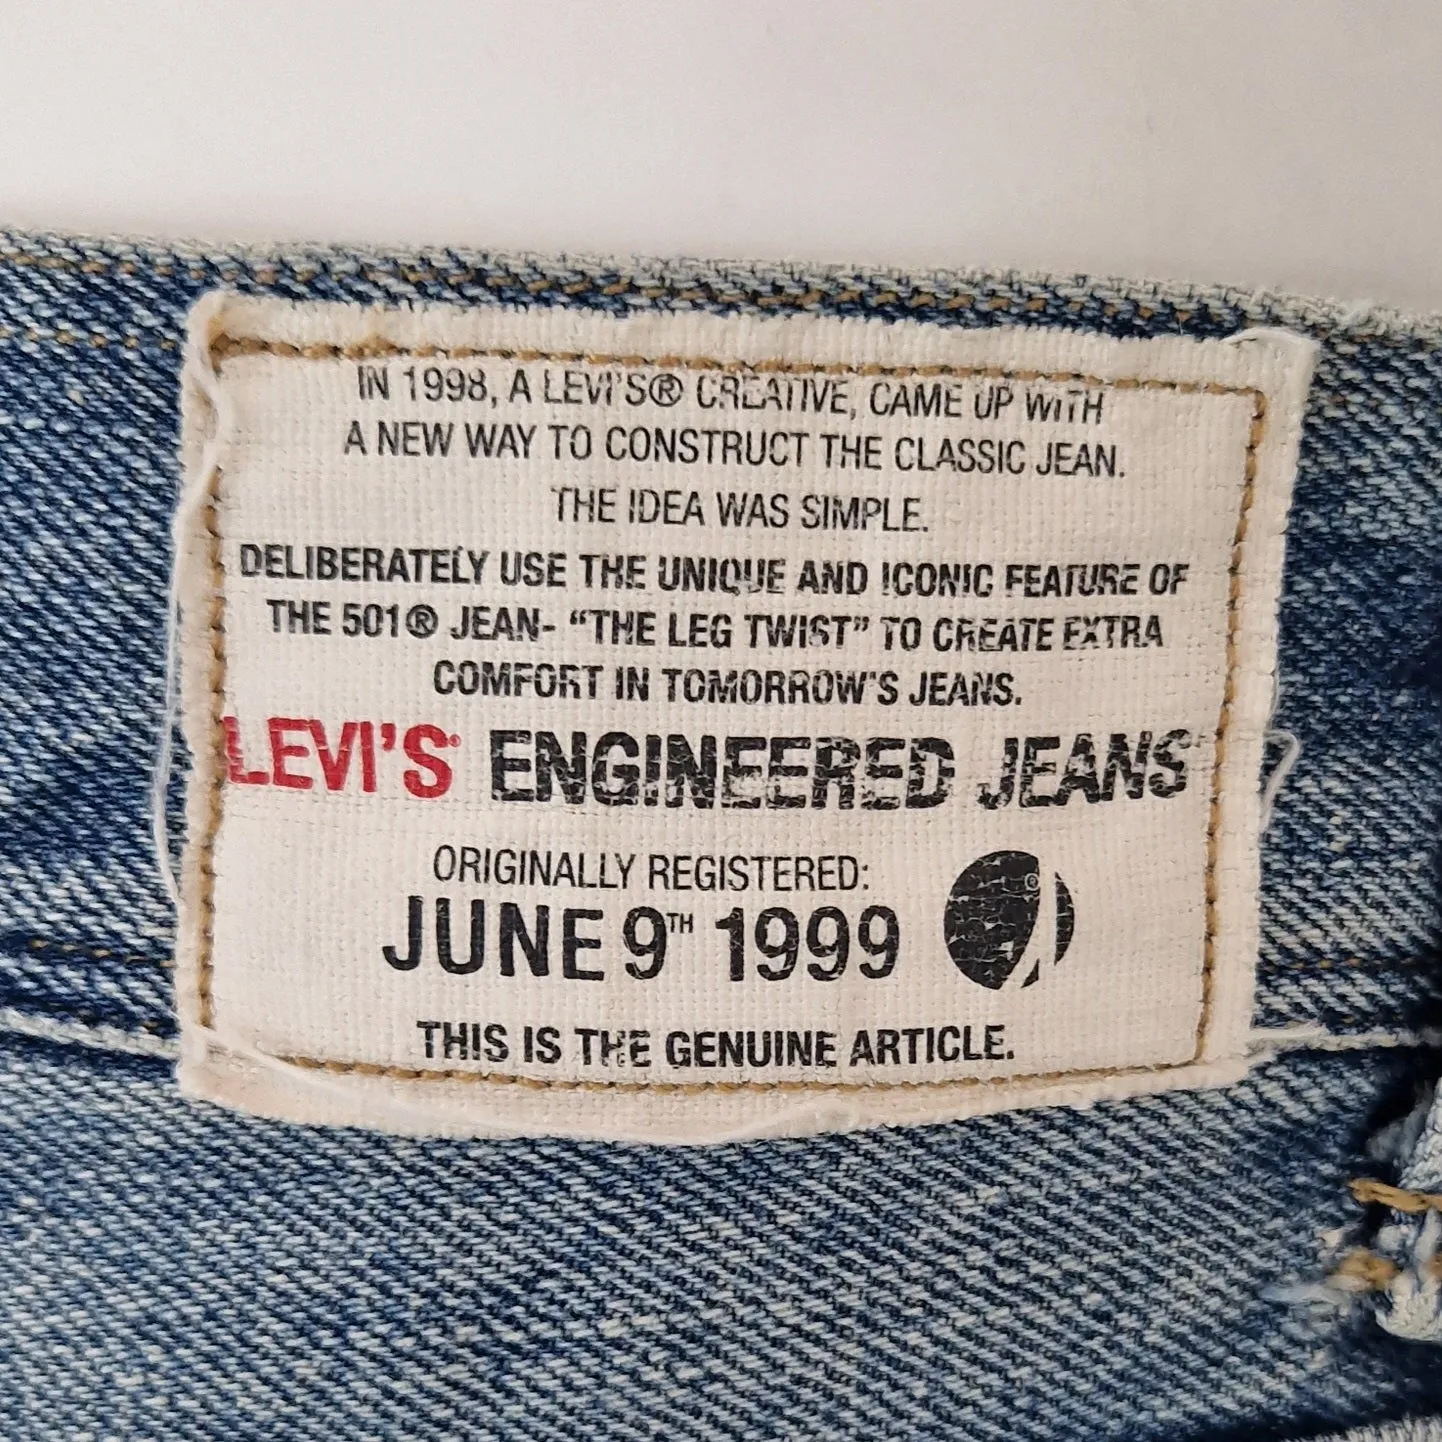 IN 1998, A LEVI'S® CREATIVE, CAME UP WITH
A NEW WAY TO CONSTRUCT THE CLASSIC JEAN.
THE IDEA WAS SIMPLE.
DELIBERATELY USE THE UNIQUE AND ICONIC FEATURE OF
THE 501® JEAN- “THE LEG TWIST” TO CREATE EXTRA
COMFORT IN TOMORROW'S JEANS.
LEVI'S® ENGINEERED JEANS™
ORIGINALLY REGISTERED:
JUNE 9TH 1999
THIS IS THE GENUINE ARTICLE.